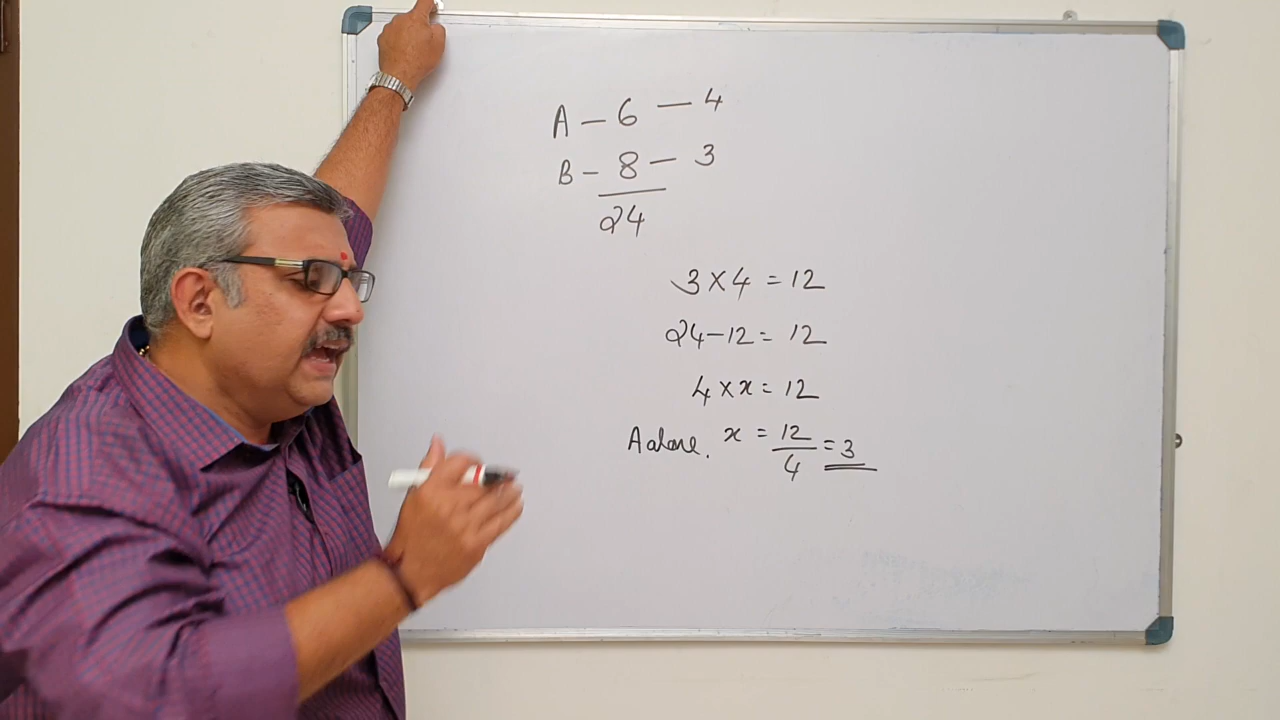 A – 6 — 4
B – 8 – 3
24
3 × 4 = 12
24 – 12 = 12
4 × x = 12
A alone. x = 12/4 = 3